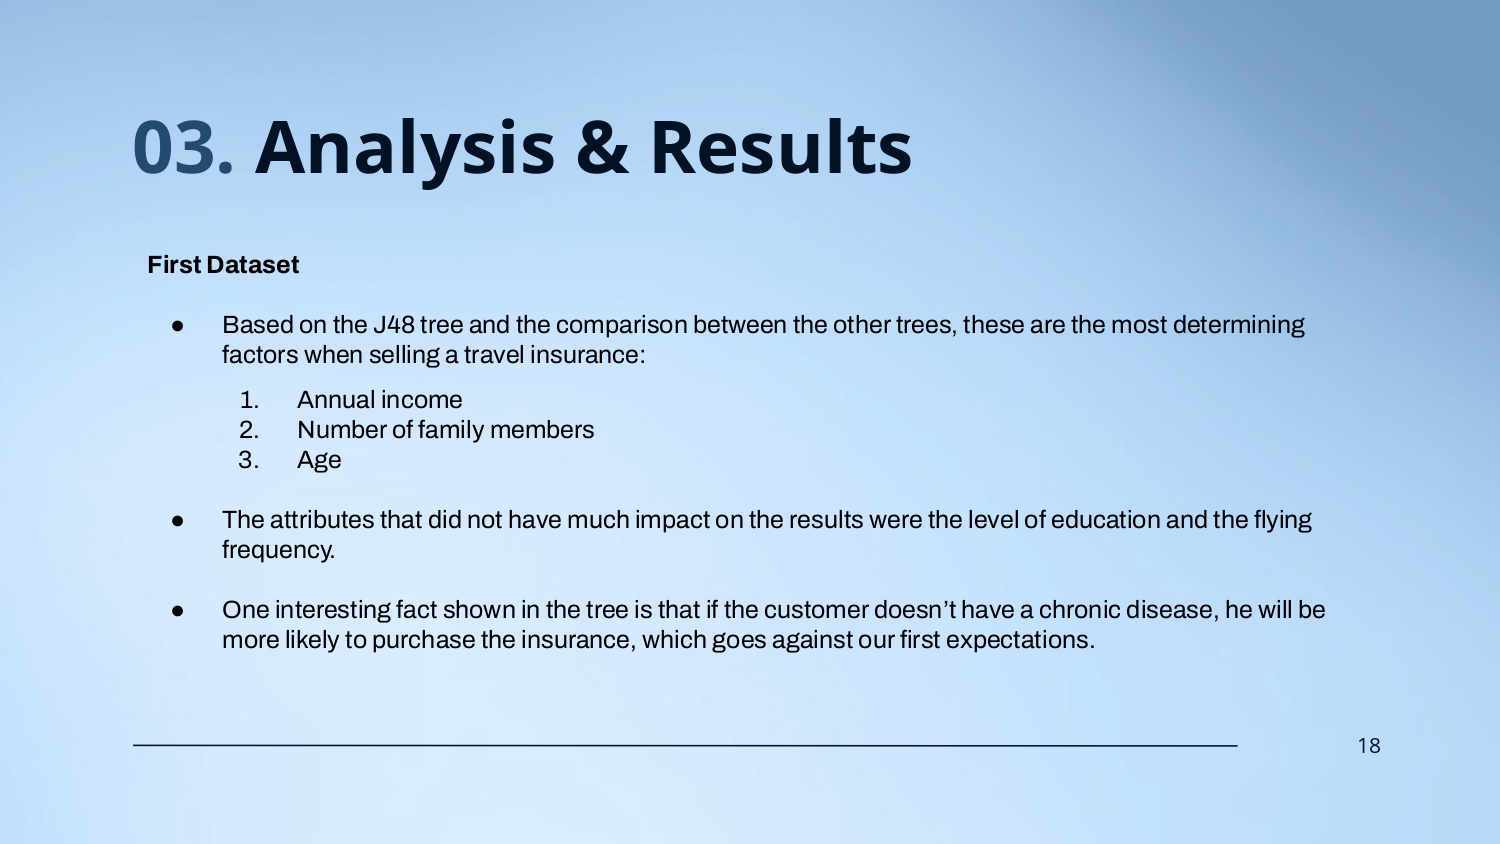 03. Analysis & Results
First Dataset
● Based on the J48 tree and the comparison between the other trees, these are the most determining
factors when selling a travel insurance:
1. Annual income
2. Number of family members
3. Age
● The attributes that did not have much impact on the results were the level of education and the flying
frequency.
● One interesting fact shown in the tree is that if the customer doesn’t have a chronic disease, he will be
more likely to purchase the insurance, which goes against our first expectations.
18